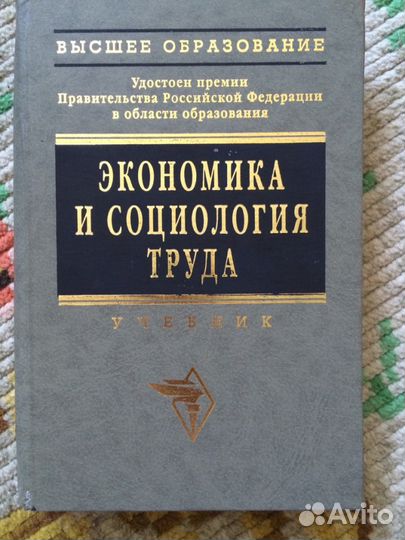 ВЫСШЕЕ ОБРАЗОВАНИЕ
Удостоен премии
Правительства Российской Федерации
в области образования
ЭКОНОМИКА
И СОЦИОЛОГИЯ
ТРУДА
УЧЕБНИК
Avito